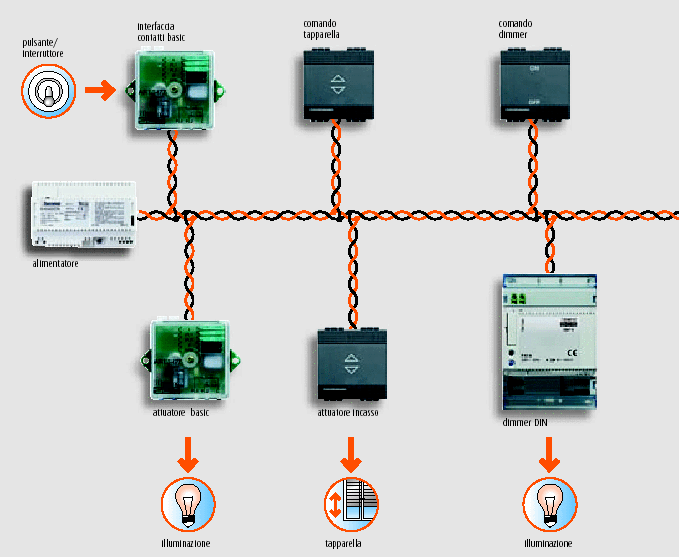 interfaccia
contatti basic
comando
tapparella
comando
dimmer
pulsante/
interruttore
ON
OFF
alimentatore
CE
attuatore basic
attuatore incasso
dimmer DIN
illuminazione
tapparella
illuminazione